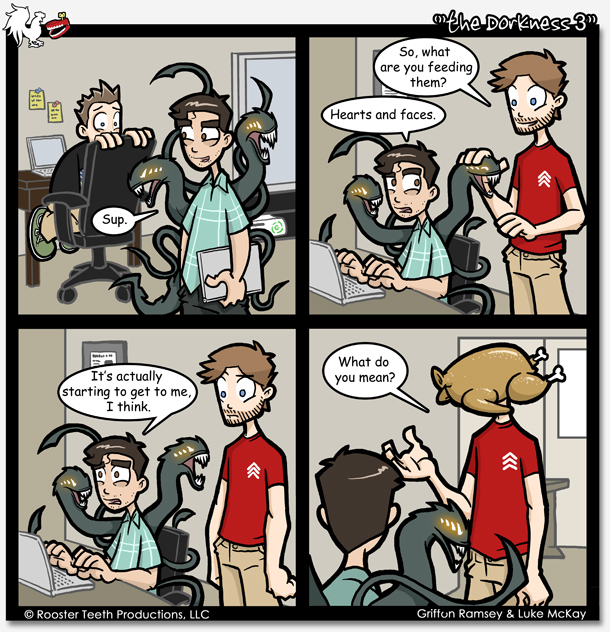 "the Dorkness 3"
Sup.
So, what
are you feeding
them?
Hearts and faces.
It's actually
starting to get to me,
I think.
What do
you mean?
© Rooster Teeth Productions, LLC
Griffon Ramsey & Luke McKay